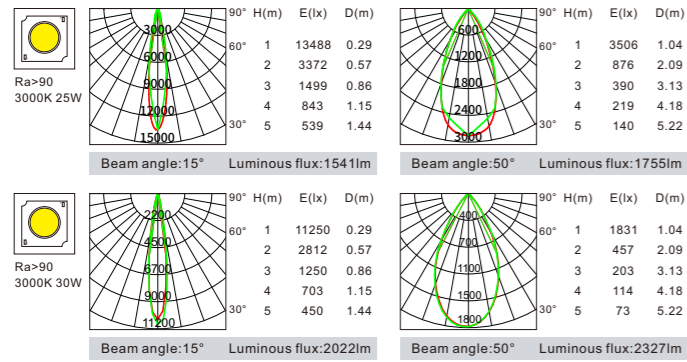 Ra>90
3000K 25W
3000
6000
9000
12000
15000
90°
60°
30°
H(m) E(lx) D(m)
1 13488 0.29
2 3372 0.57
3 1499 0.86
4 843 1.15
5 539 1.44
Beam angle:15° Luminous flux:1541lm
600
1200
1800
2400
3000
90°
60°
30°
H(m) E(lx) D(m)
1 3506 1.04
2 876 2.09
3 390 3.13
4 219 4.18
5 140 5.22
Beam angle:50° Luminous flux:1755lm
Ra>90
3000K 30W
2200
4500
6700
9000
11200
90°
60°
30°
H(m) E(lx) D(m)
1 11250 0.29
2 2812 0.57
3 1250 0.86
4 703 1.15
5 450 1.44
Beam angle:15° Luminous flux:2022lm
400
700
1100
1500
1800
90°
60°
30°
H(m) E(lx) D(m)
1 1831 1.04
2 457 2.09
3 203 3.13
4 114 4.18
5 73 5.22
Beam angle:50° Luminous flux:2327lm